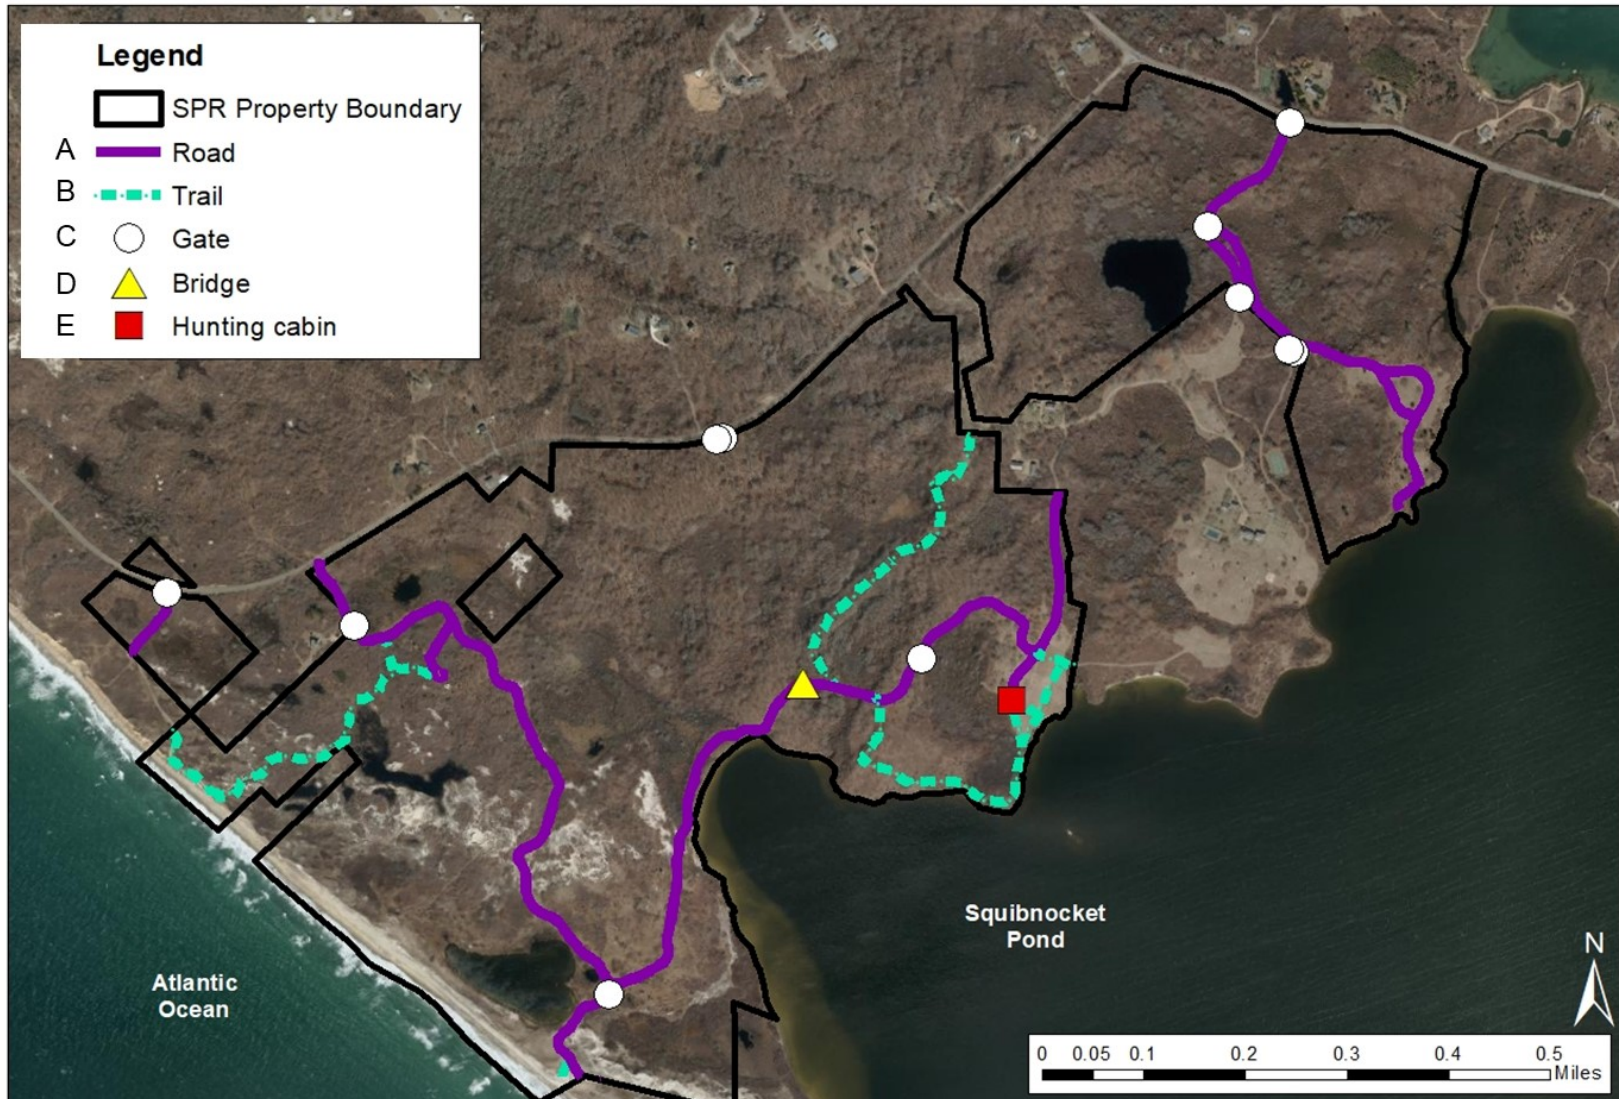 Legend
SPR Property Boundary
A Road
B Trail
C Gate
D Bridge
E Hunting cabin
Squibnocket
Pond
Atlantic
Ocean
N
0 0.05 0.1 0.2 0.3 0.4 0.5
Miles